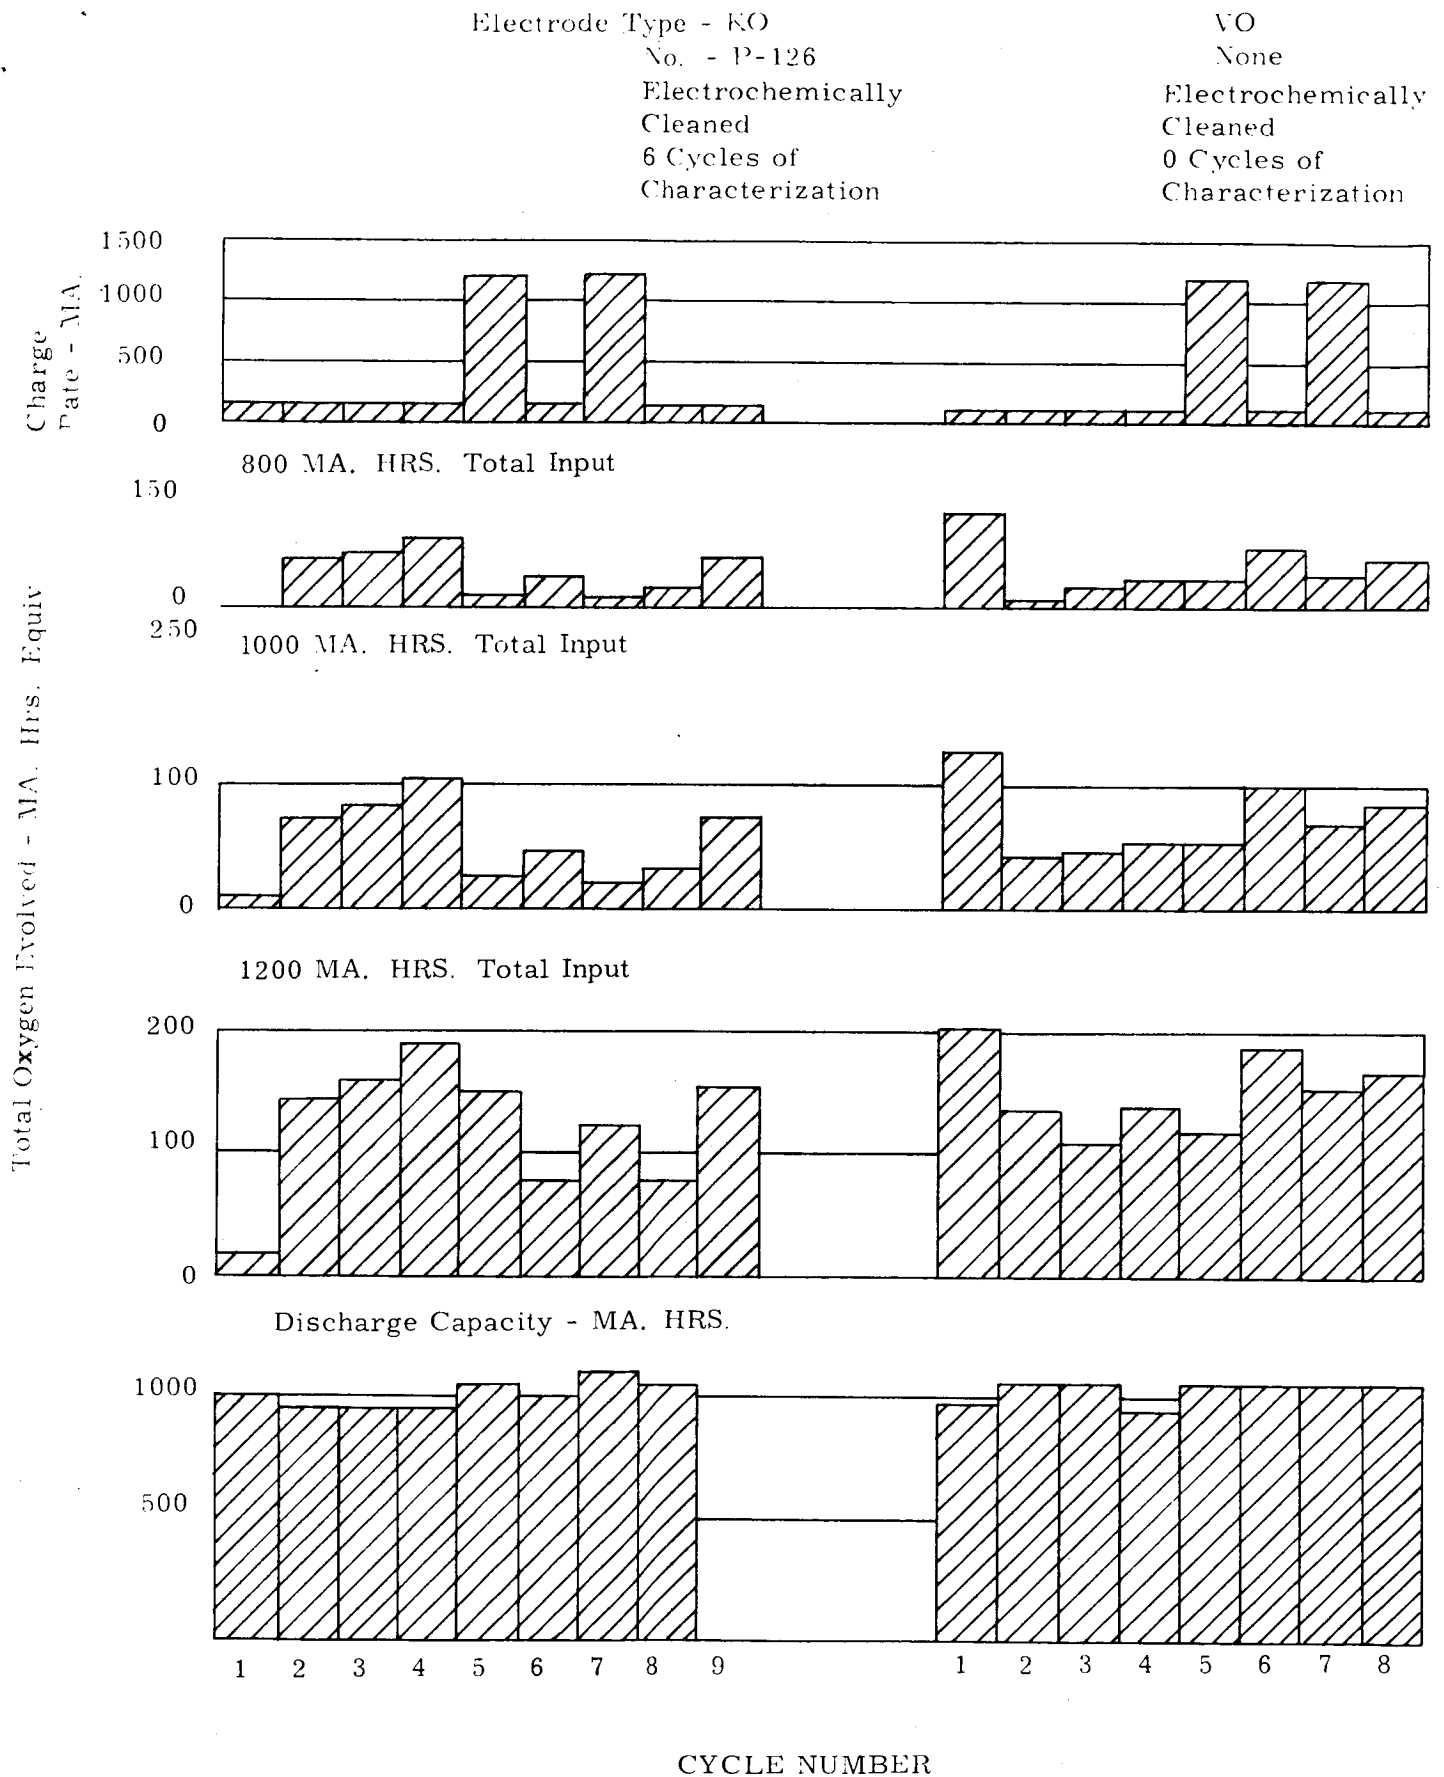 Electrode Type - KO VO
No. - P-126 None
Electrochemically Electrochemically
Cleaned Cleaned
6 Cycles of 0 Cycles of
Characterization Characterization
1500
1000
500
0
Charge
Rate - MA.
800 MA. HRS. Total Input
150
0
250
1000 MA. HRS. Total Input
100
0
1200 MA. HRS. Total Input
200
100
0
Total Oxygen Evolved - MA. Hrs. Equiv
Discharge Capacity - MA. HRS.
1000
500
1 2 3 4 5 6 7 8 9 1 2 3 4 5 6 7 8
CYCLE NUMBER